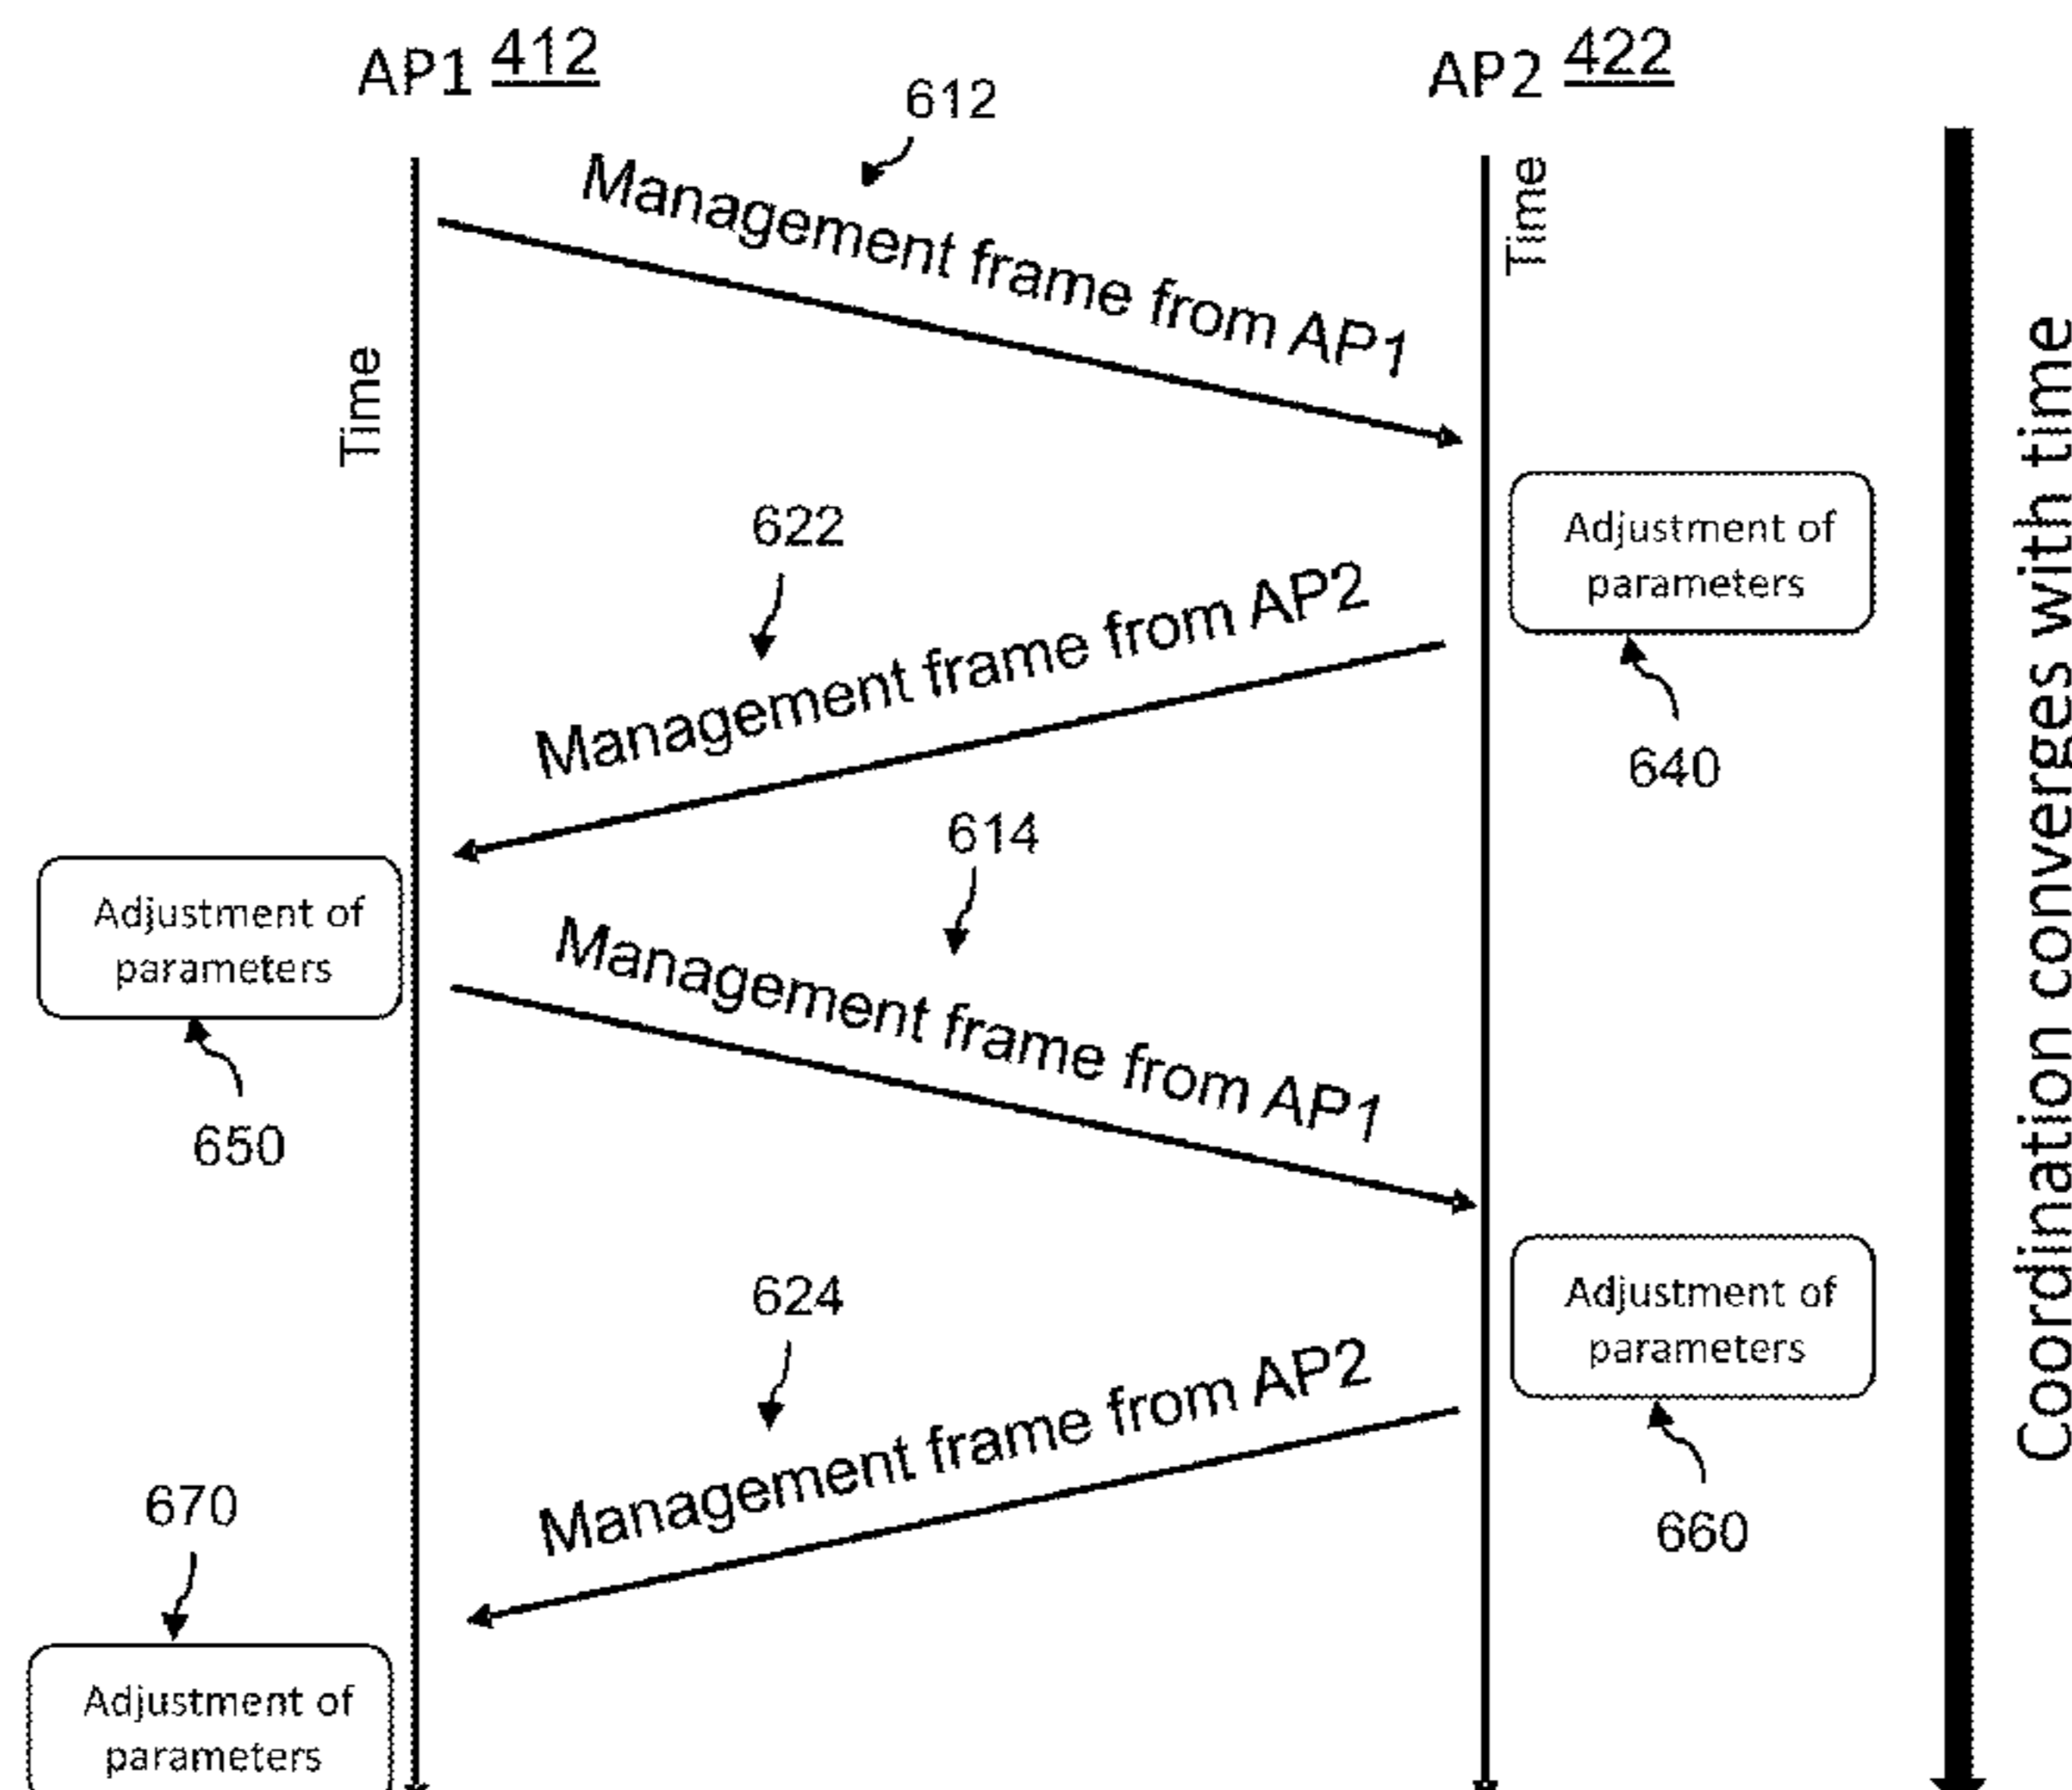 AP1 412
AP2 422
612
Management frame from AP1
Time
Time
Coordination converges with time
622
Adjustment of
parameters
Management frame from AP2
640
614
Adjustment of
parameters
Management frame from AP1
650
624
Adjustment of
parameters
Management frame from AP2
670
660
Adjustment of
parameters